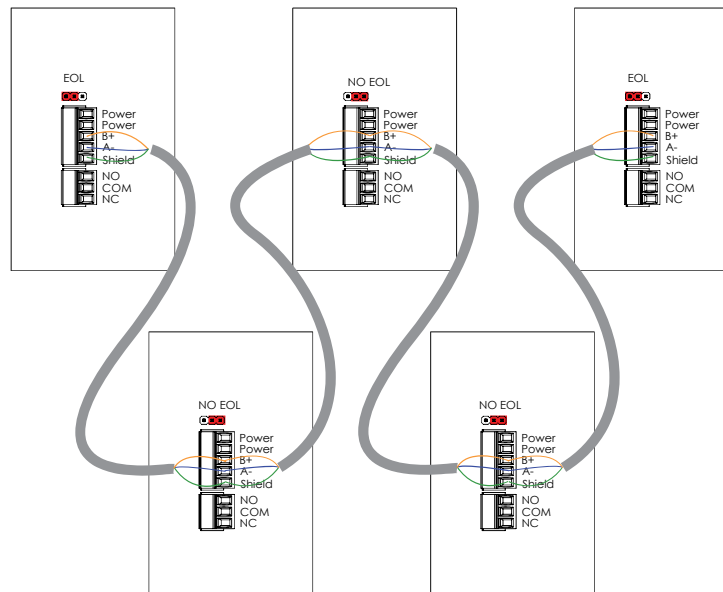 EOL
Power
Power
B+
A-
Shield
NO
COM
NC
NO EOL
Power
Power
B+
A-
Shield
NO
COM
NC
EOL
Power
Power
B+
A-
Shield
NO
COM
NC
NO EOL
Power
Power
B+
A-
Shield
NO
COM
NC
NO EOL
Power
Power
B+
A-
Shield
NO
COM
NC